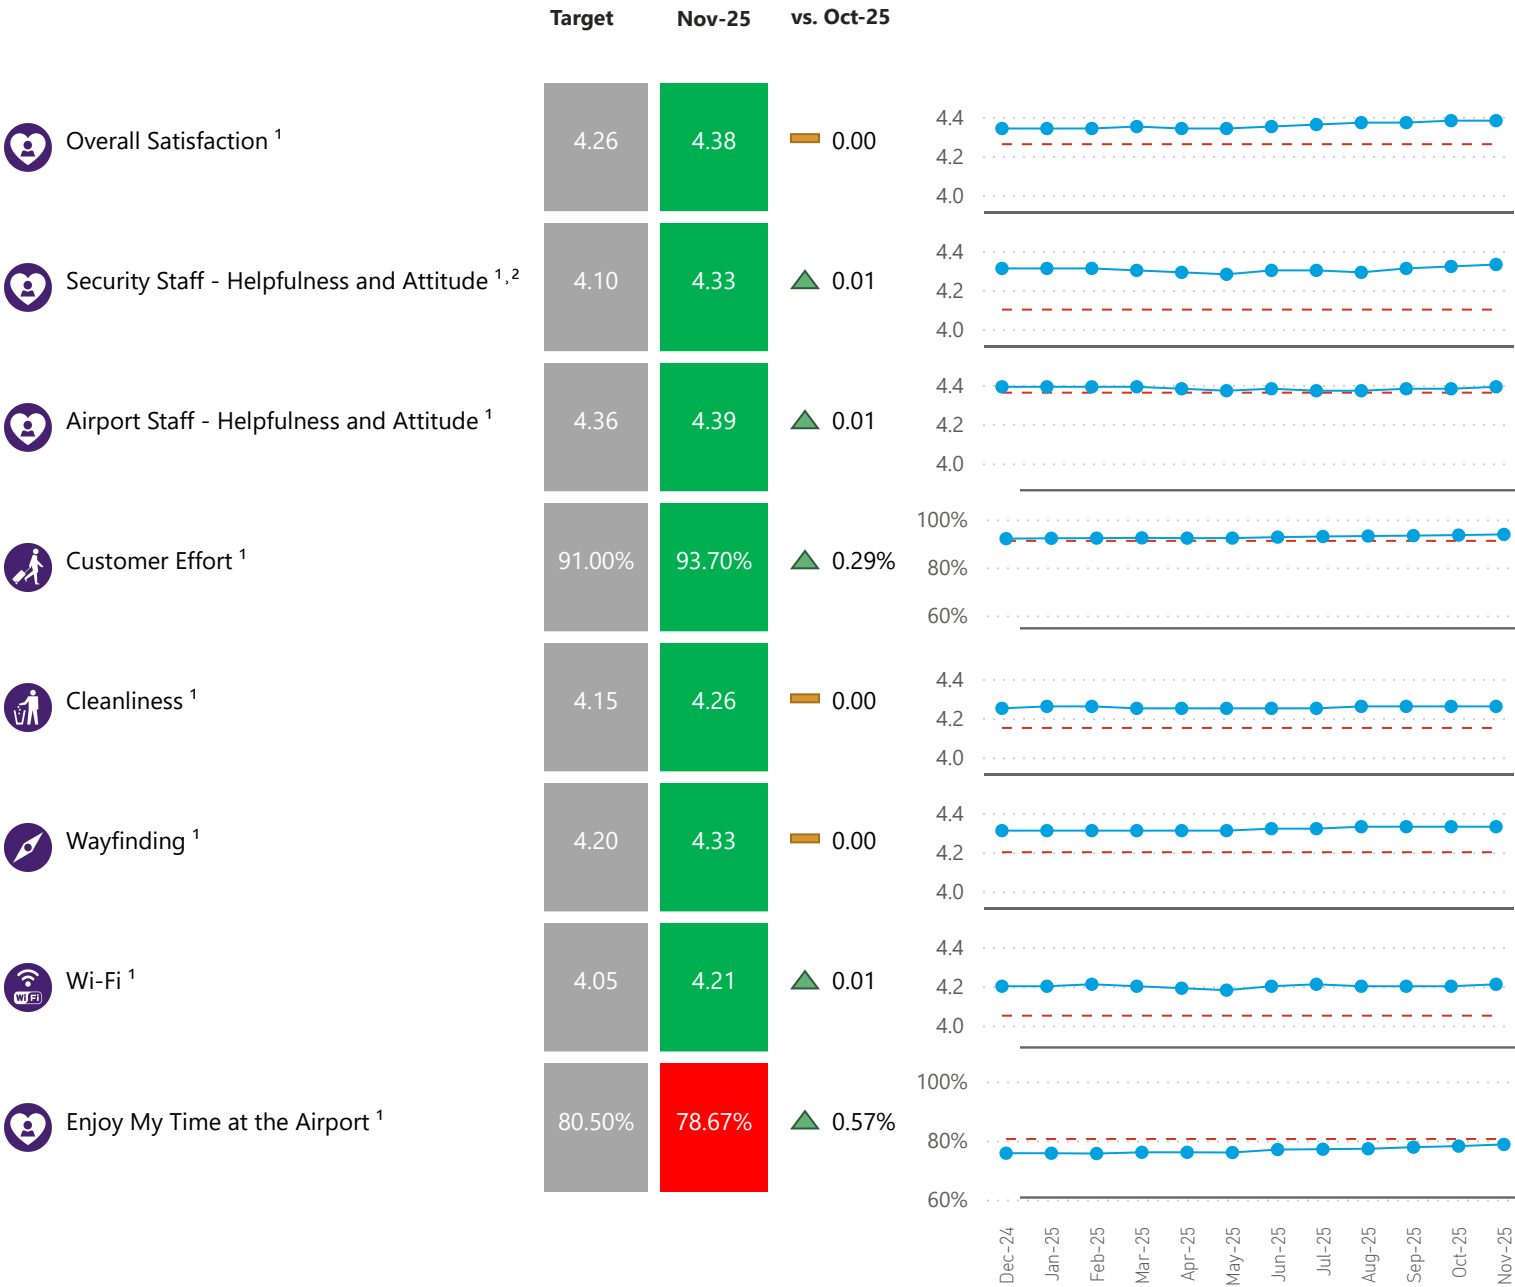 Target Nov-25 vs. Oct-25
Overall Satisfaction ¹ 4.26 4.38 0.00
4.4
4.2
4.0
Security Staff - Helpfulness and Attitude ¹,² 4.10 4.33 0.01
4.4
4.2
4.0
Airport Staff - Helpfulness and Attitude ¹ 4.36 4.39 0.01
4.4
4.2
4.0
Customer Effort ¹ 91.00% 93.70% 0.29%
100%
80%
60%
Cleanliness ¹ 4.15 4.26 0.00
4.4
4.2
4.0
Wayfinding ¹ 4.20 4.33 0.00
4.4
4.2
4.0
WiFi
Wi-Fi ¹ 4.05 4.21 0.01
4.4
4.2
4.0
Enjoy My Time at the Airport ¹ 80.50% 78.67% 0.57%
100%
80%
60%
Dec-24 Jan-25 Feb-25 Mar-25 Apr-25 May-25 Jun-25 Jul-25 Aug-25 Sep-25 Oct-25 Nov-25